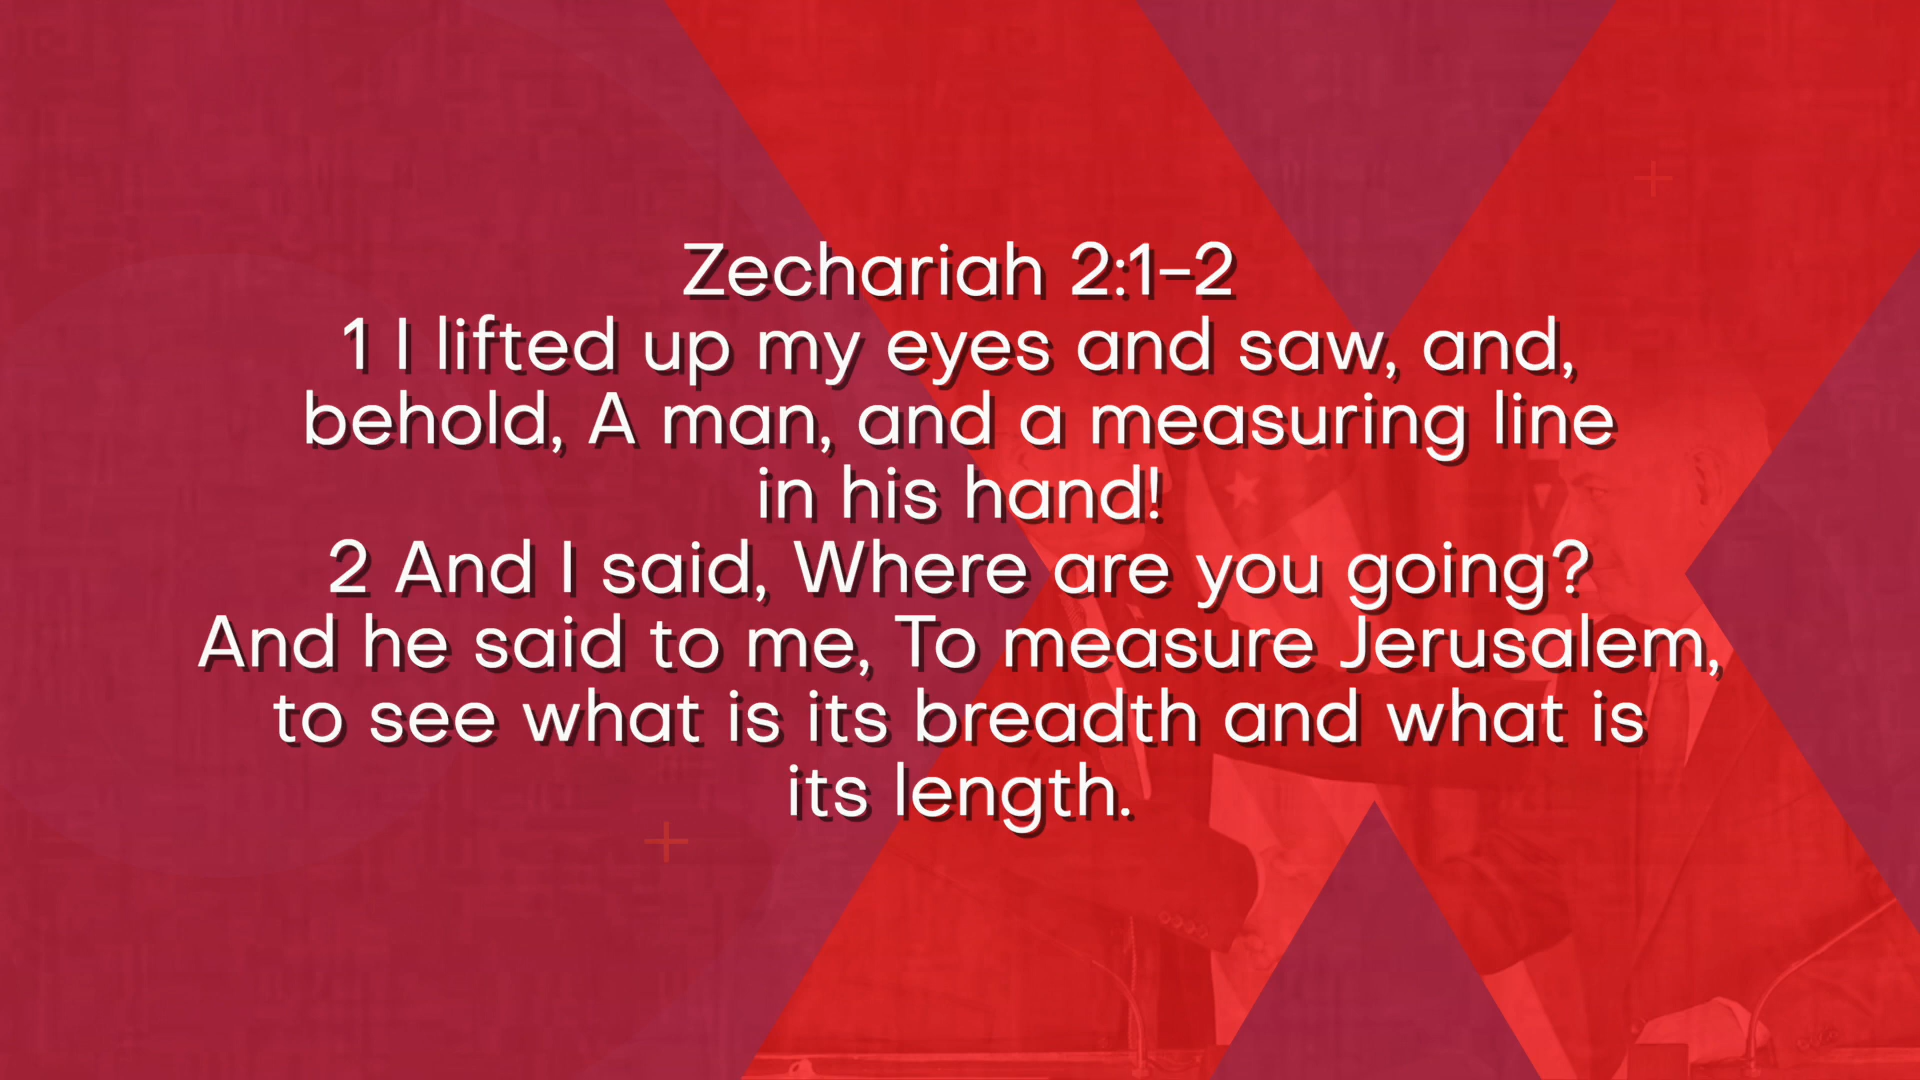 Zechariah 2:1–2
1 I lifted up my eyes and saw, and,
behold, A man, and a measuring line
in his hand!
2 And I said, Where are you going?
And he said to me, To measure Jerusalem,
to see what is its breadth and what is
its length.